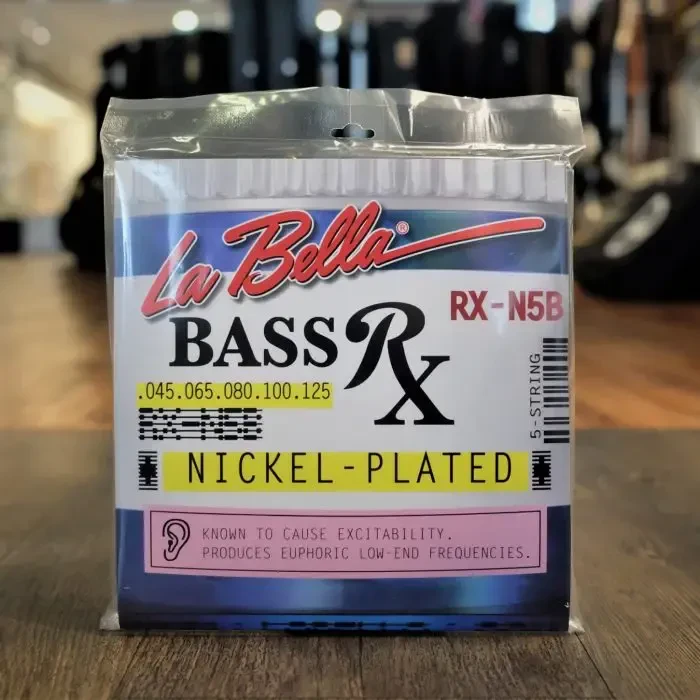 La Bella®
RX-N5B
BASS Rx
.045.065.080.100.125
RX-N5B
5-STRING
NICKEL-PLATED
KNOWN TO CAUSE EXCITABILITY.
PRODUCES EUPHORIC LOW-END FREQUENCIES.